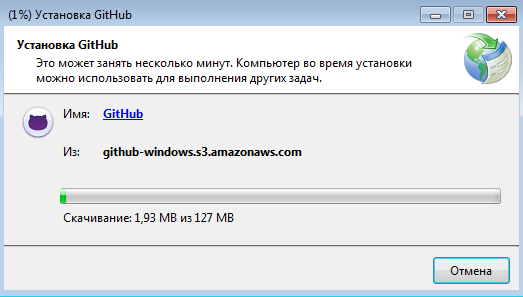 (1%) Установка GitHub
Установка GitHub
Это может занять несколько минут. Компьютер во время установки
можно использовать для выполнения других задач.
Имя: GitHub
Из: github-windows.s3.amazonaws.com
Скачивание: 1,93 MB из 127 MB
Отмена